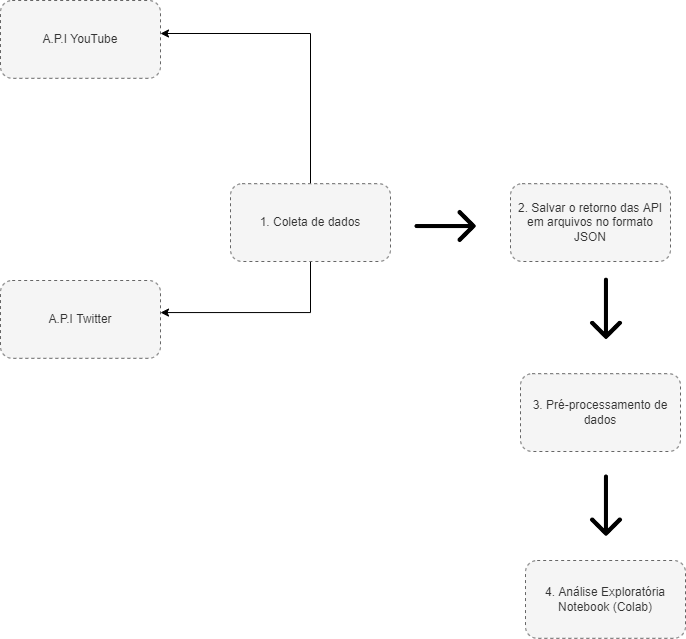 A.P.I YouTube
1. Coleta de dados
2. Salvar o retorno das API
em arquivos no formato
JSON
A.P.I Twitter
3. Pré-processamento de
dados
4. Análise Exploratória
Notebook (Colab)